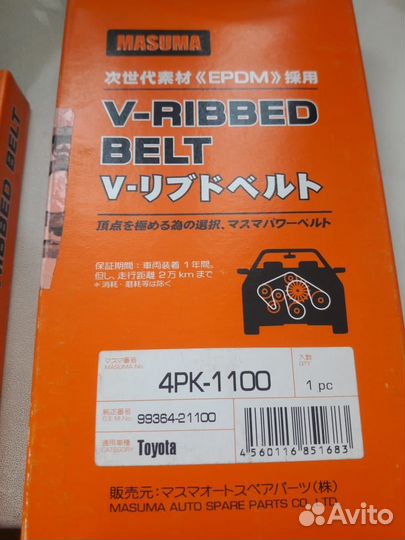 MASUMA
次世代素材《EPDM》採用
V-RIBBED
BELT
V-リブドベルト
頂点を極める為の選択、マスマパワーベルト
保証期間：車両装着1年間。
但し、走行距離2万kmまで
＊消耗・磨耗等は除く
マスマ番号
MASUMA No.
4PK-1100
入数
QTY
1 pc
純正番号
O.E.M.No.
99364-21100
適用車種
CATEGORY
Toyota
4560116851683
販売元：マスマオートスペアパーツ（株）
MASUMA AUTO SPARE PARTS CO.,LTD.
RIBBED BELT
Avito